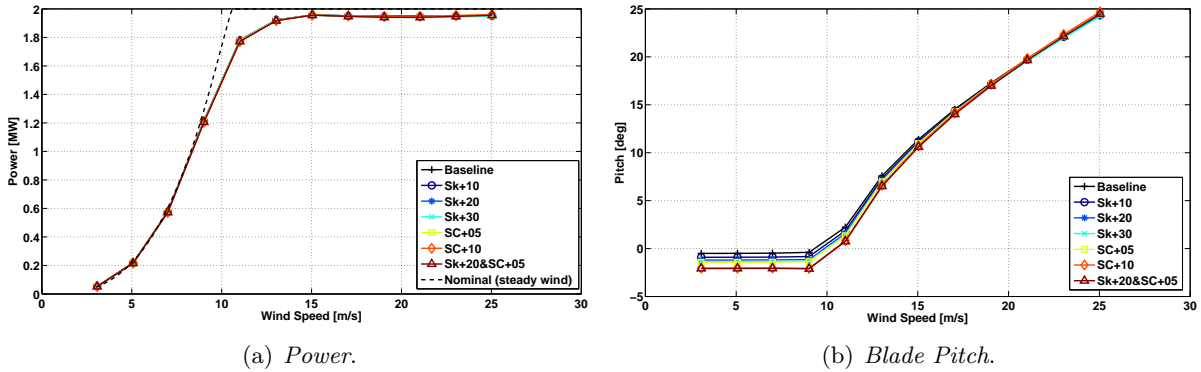 2
1.8
1.6
1.4
1.2
1
0.8
0.6
0.4
0.2
0
0 5 10 15 20 25 30
Power [MW]
Wind Speed [m/s]
Baseline
Sk+10
Sk+20
Sk+30
SC+05
SC+10
Sk+20&SC+05
Nominal (steady wind)
(a) Power.
25
20
15
10
5
0
−5
0 5 10 15 20 25 30
Pitch [deg]
Wind Speed [m/s]
Baseline
Sk+10
Sk+20
Sk+30
SC+05
SC+10
Sk+20&SC+05
(b) Blade Pitch.